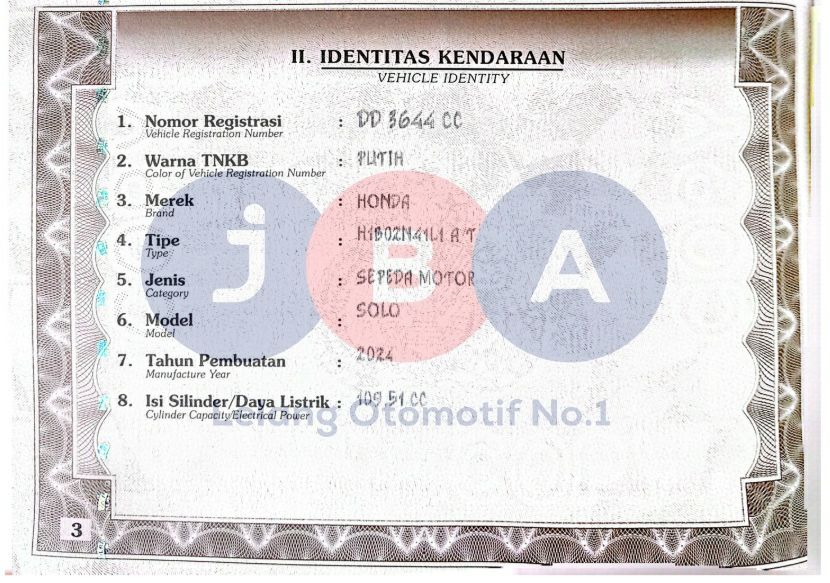 II. IDENTITAS KENDARAAN
VEHICLE IDENTITY
1. Nomor Registrasi : DD 3644 CC
Vehicle Registration Number
2. Warna TNKB : PUTIH
Color of Vehicle Registration Number
3. Merek : HONDA
Brand
4. Tipe : H1B02N41L1 A/T
Type
5. Jenis : SEPEDA MOTOR
Category
6. Model : SOLO
Model
7. Tahun Pembuatan : 2024
Manufacture Year
8. Isi Silinder/Daya Listrik : 109,51 CC
Cylinder Capacity/Electrical Power
JBA
Lelang Otomotif No.1
3